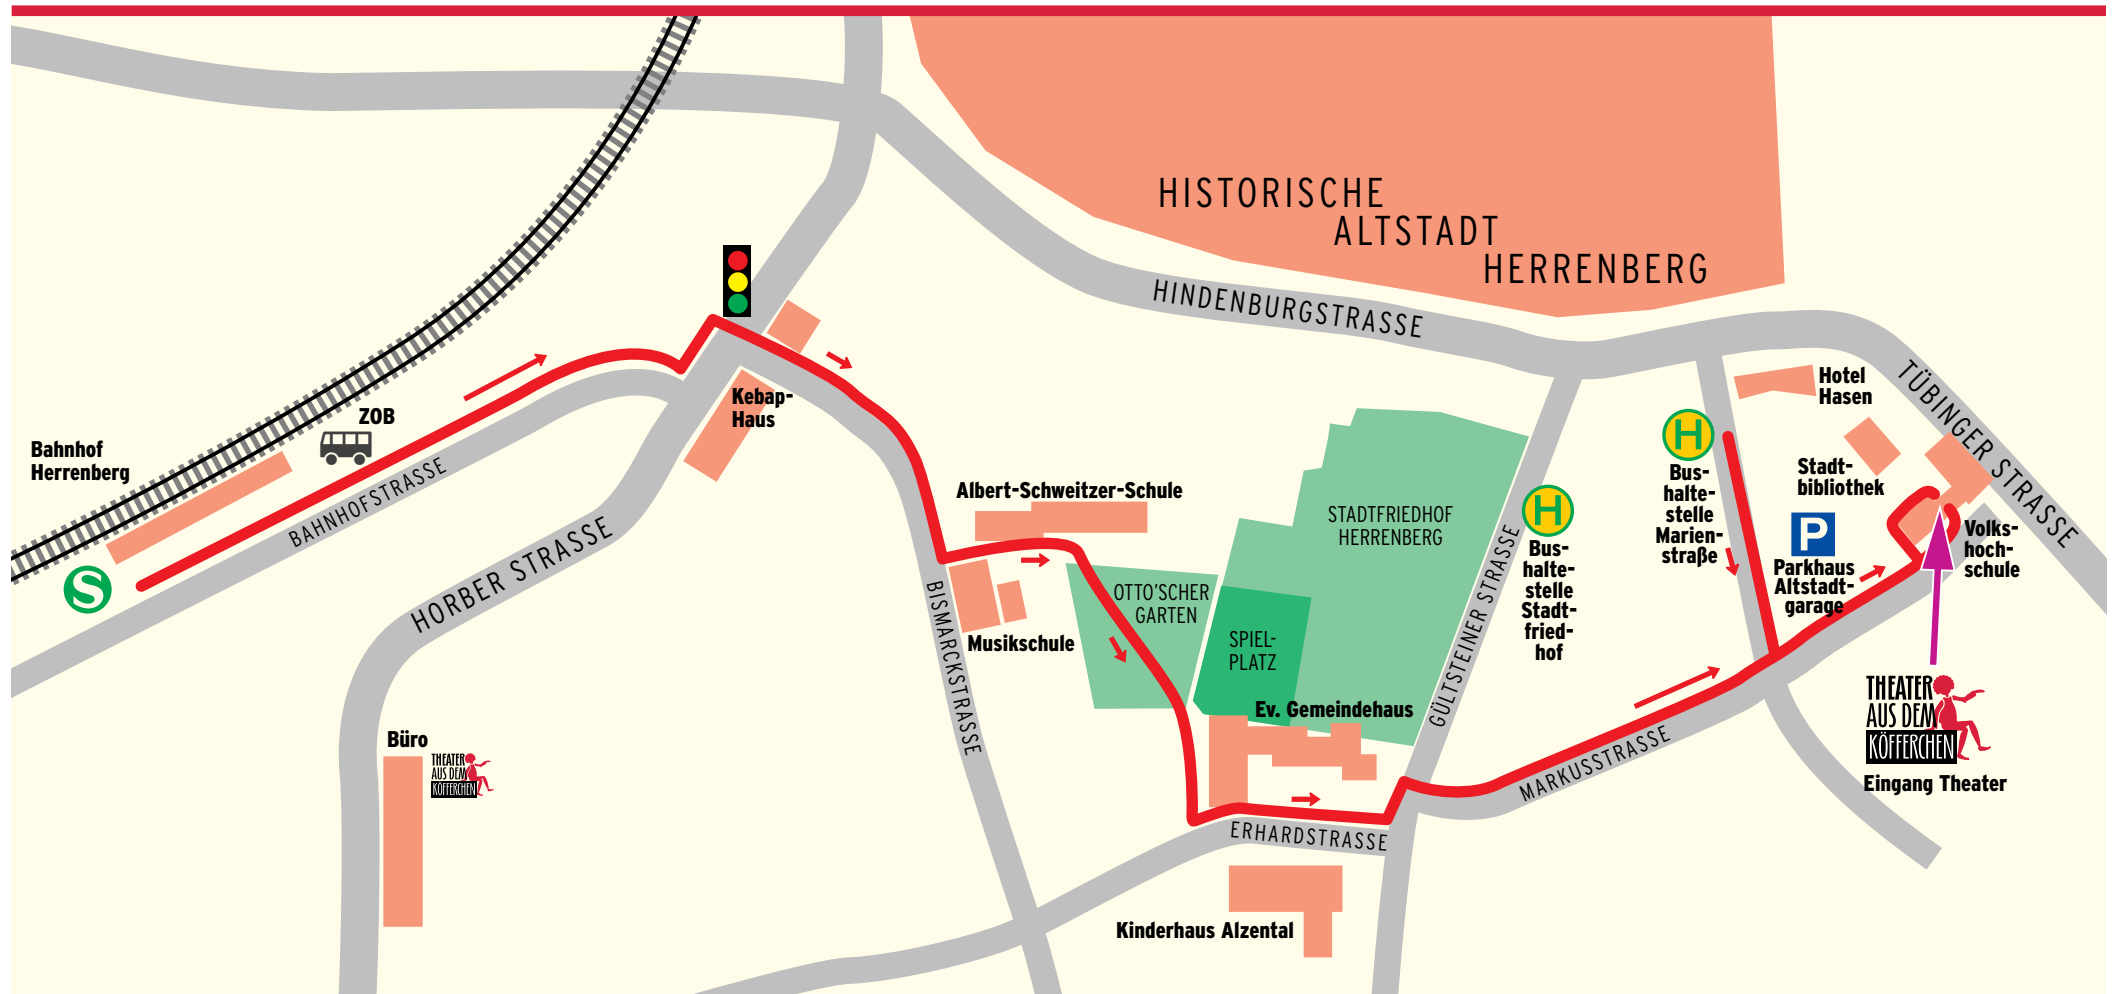 HISTORISCHE
ALTSTADT
HERRENBERG
HINDENBURGSTRASSE
TÜBINGER STRASSE
Hotel
Hasen
Kebap-
Haus
ZOB
Bahnhof
Herrenberg
S
BAHNHOFSTRASSE
HORBER STRASSE
Albert-Schweitzer-Schule
Musikschule
BISMARCKSTRASSE
OTTO'SCHER
GARTEN
SPIEL-
PLATZ
STADTFRIEDHOF
HERRENBERG
GÜLTSTEINER STRASSE
H
Bus-
halte-
stelle
Stadt-
fried-
hof
H
Bus-
halte-
stelle
Marien-
straße
Stadt-
bibliothek
P
Parkhaus
Altstadt-
garage
Volks-
hoch-
schule
Ev. Gemeindehaus
MARKUSSTRASSE
THEATER
AUS DEM
KÖFFERCHEN
Eingang Theater
Büro
THEATER
AUS DEM
KÖFFERCHEN
ERHARDSTRASSE
Kinderhaus Alzental